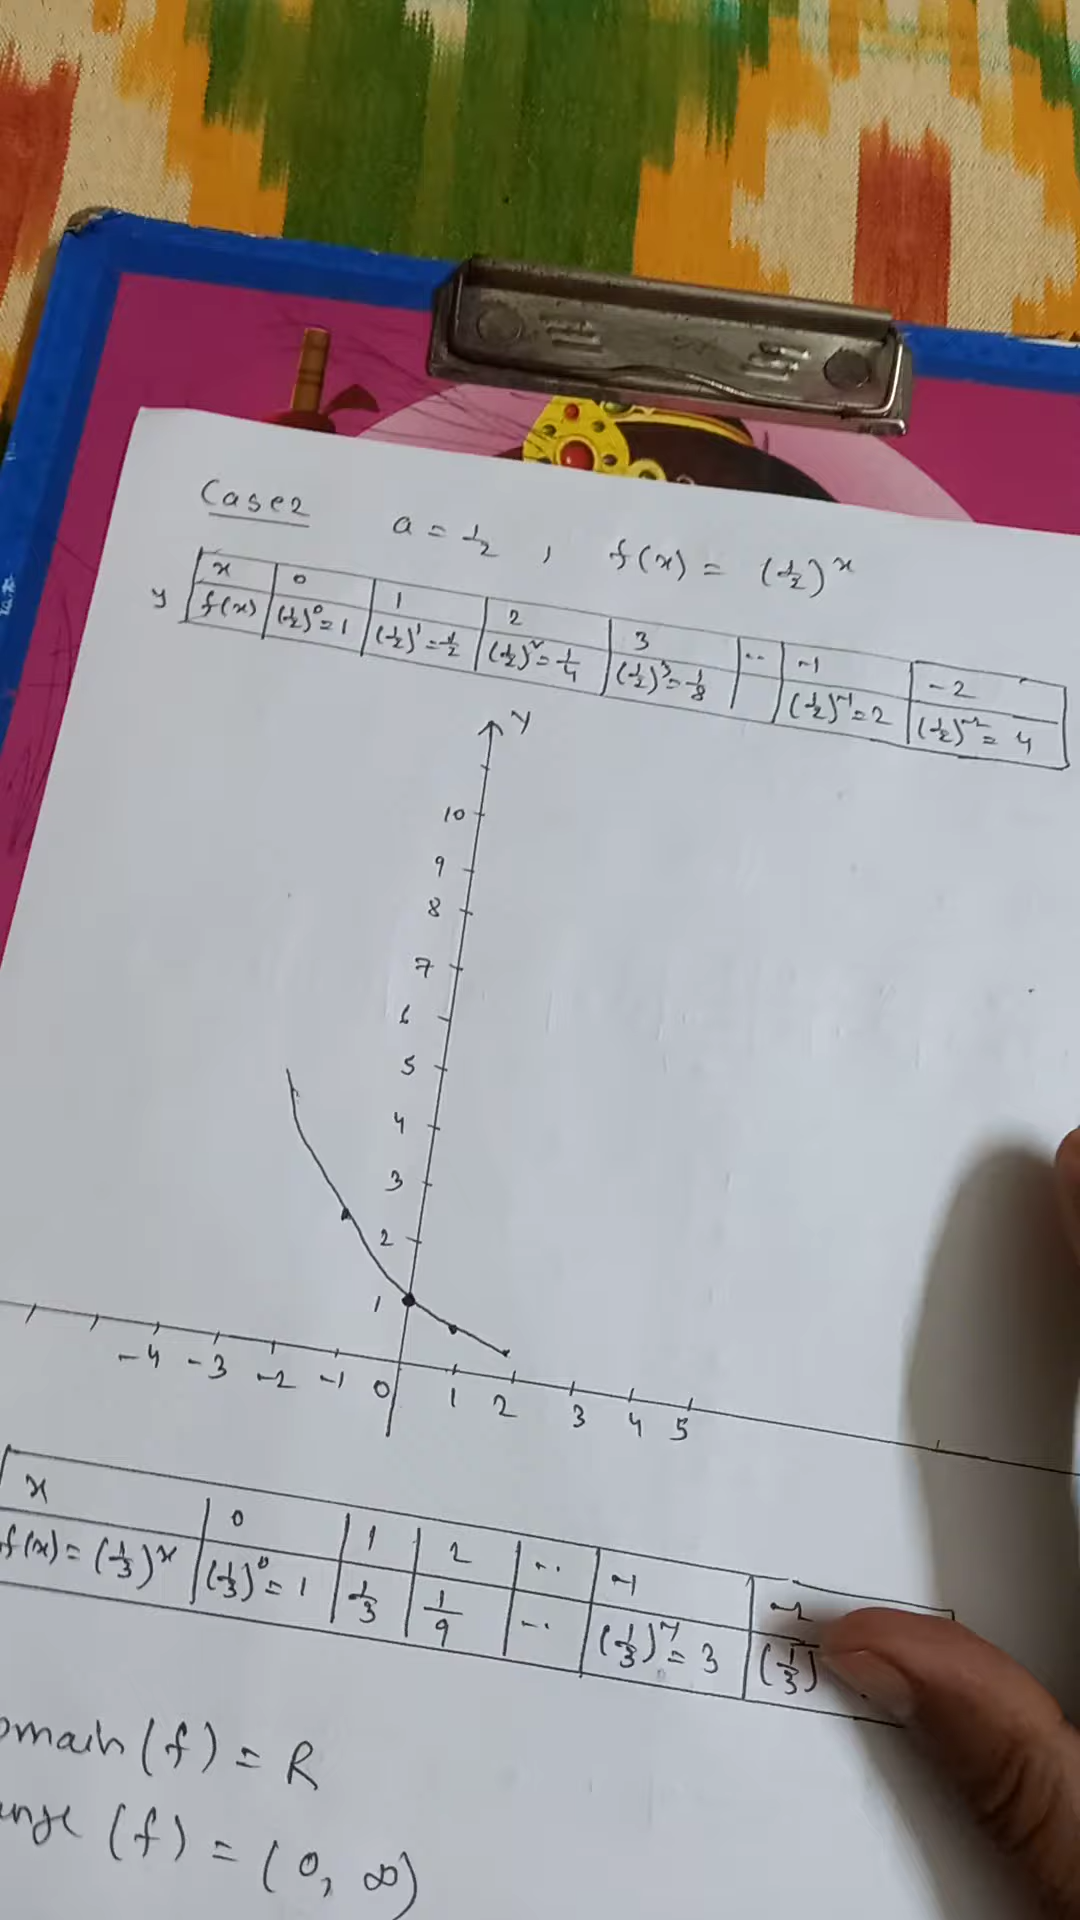 Case2 a = 1/2 , f(x) = (1/2)^x
x 0 1 2 3 .. -1 -2
y f(x) (1/2)^0 = 1 (1/2)^1 = 1/2 (1/2)^2 = 1/4 (1/2)^3 = 1/8 (1/2)^-1 = 2 (1/2)^-2 = 4
Y
10
9
8
7
6
5
4
3
2
1
-4 -3 -2 -1 0 1 2 3 4 5
x 0 1 2 .. -1 -2
f(x) = (1/3)^x (1/3)^0 = 1 1/3 1/9 .. (1/3)^-1 = 3 (1/3)
omain (f) = R
ange (f) = (0, ∞)